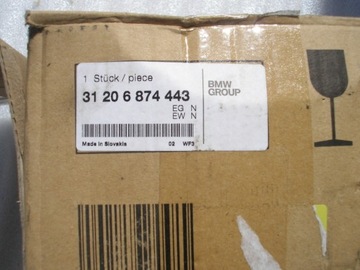 1 Stück / piece
31 20 6 874 443
EG N
EW N
BMW
GROUP
Made in Slovakia 02 WF3